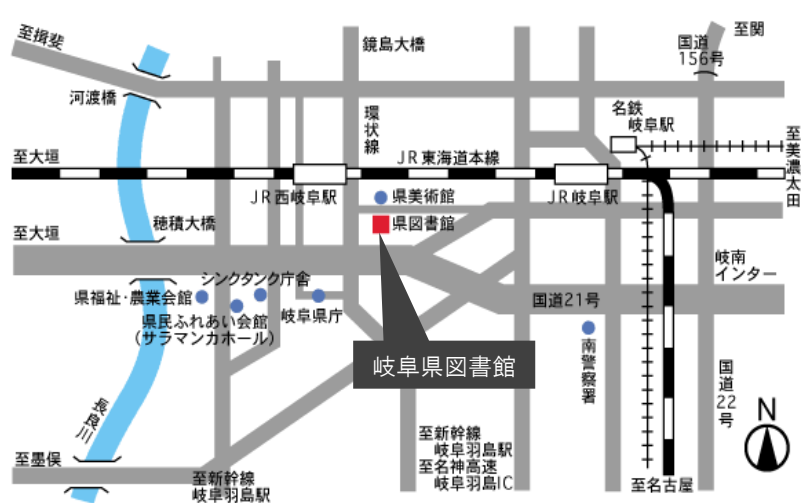 至揖斐
鏡島大橋
国道
156号
至関
河渡橋
環状線
名鉄
岐阜駅
至美濃太田
至大垣
JR東海道本線
JR西岐阜駅
県美術館
JR岐阜駅
穂積大橋
県図書館
至大垣
岐南
インター
シンクタンク庁舎
県福祉・農業会館
県民ふれあい会館
(サラマンカホール)
岐阜県庁
国道21号
南警察署
岐阜県図書館
国道22号
長良川
N
至墨俣
至新幹線
岐阜羽島駅
至新幹線
岐阜羽島駅
至名神高速
岐阜羽島IC
至名古屋